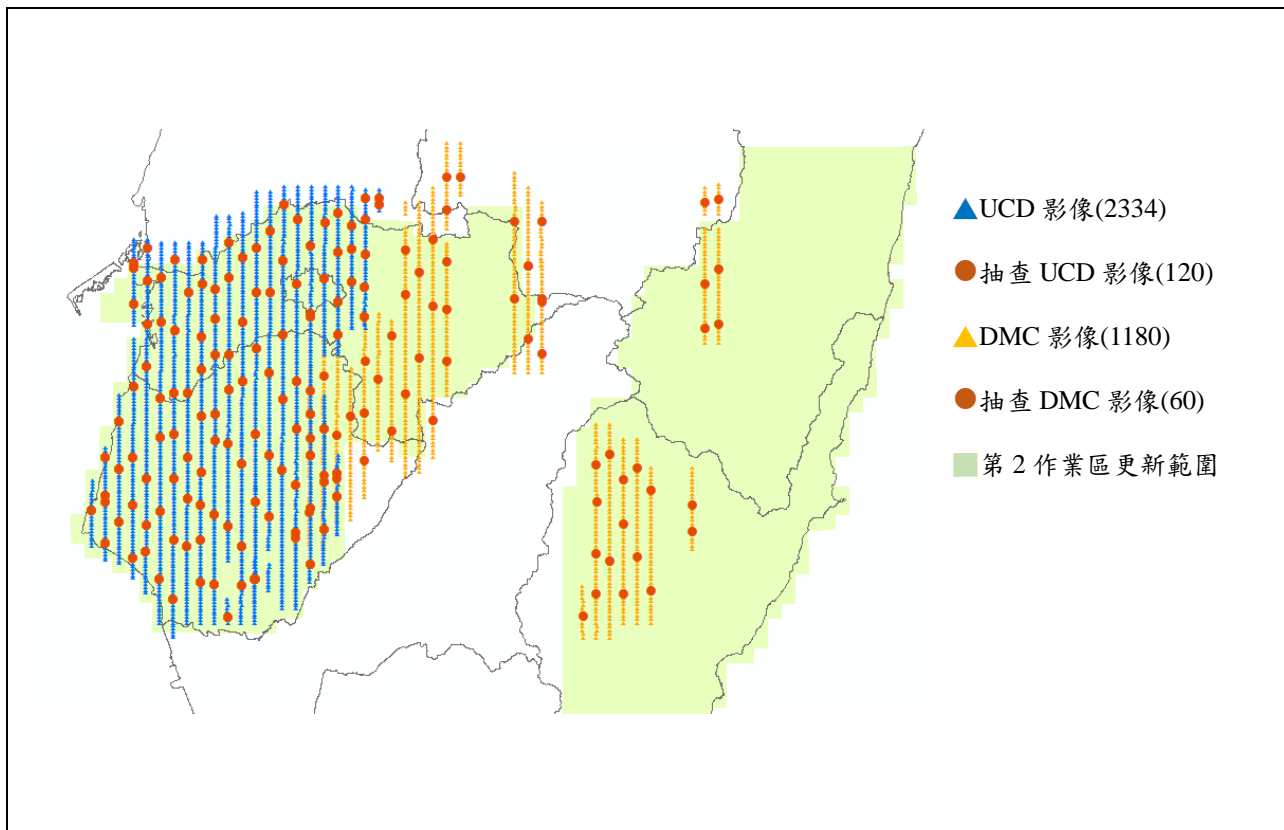 UCD 影像(2334)
抽查 UCD 影像(120)
DMC 影像(1180)
抽查 DMC 影像(60)
第 2 作業區更新範圍